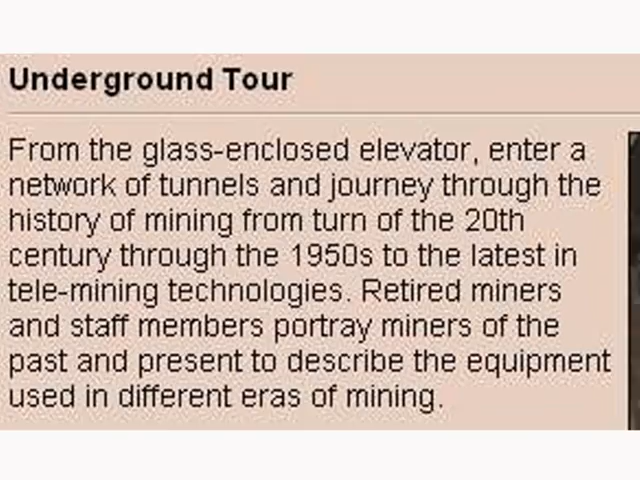 Underground Tour
From the glass-enclosed elevator, enter a
network of tunnels and journey through the
history of mining from turn of the 20th
century through the 1950s to the latest in
tele-mining technologies. Retired miners
and staff members portray miners of the
past and present to describe the equipment
used in different eras of mining.